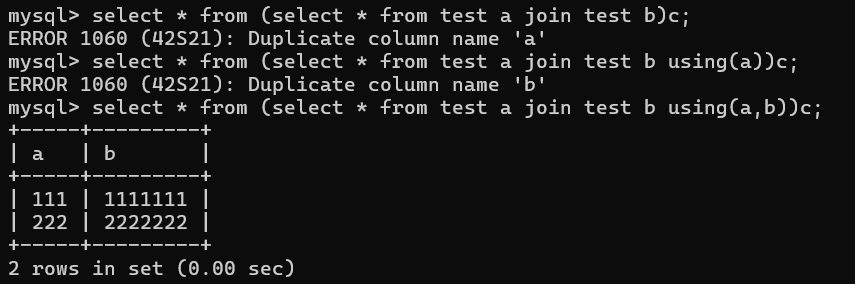 mysql> select * from (select * from test a join test b)c;
ERROR 1060 (42S21): Duplicate column name 'a'
mysql> select * from (select * from test a join test b using(a))c;
ERROR 1060 (42S21): Duplicate column name 'b'
mysql> select * from (select * from test a join test b using(a,b))c;
+-----+---------+
| a   | b       |
+-----+---------+
| 111 | 1111111 |
| 222 | 2222222 |
+-----+---------+
2 rows in set (0.00 sec)